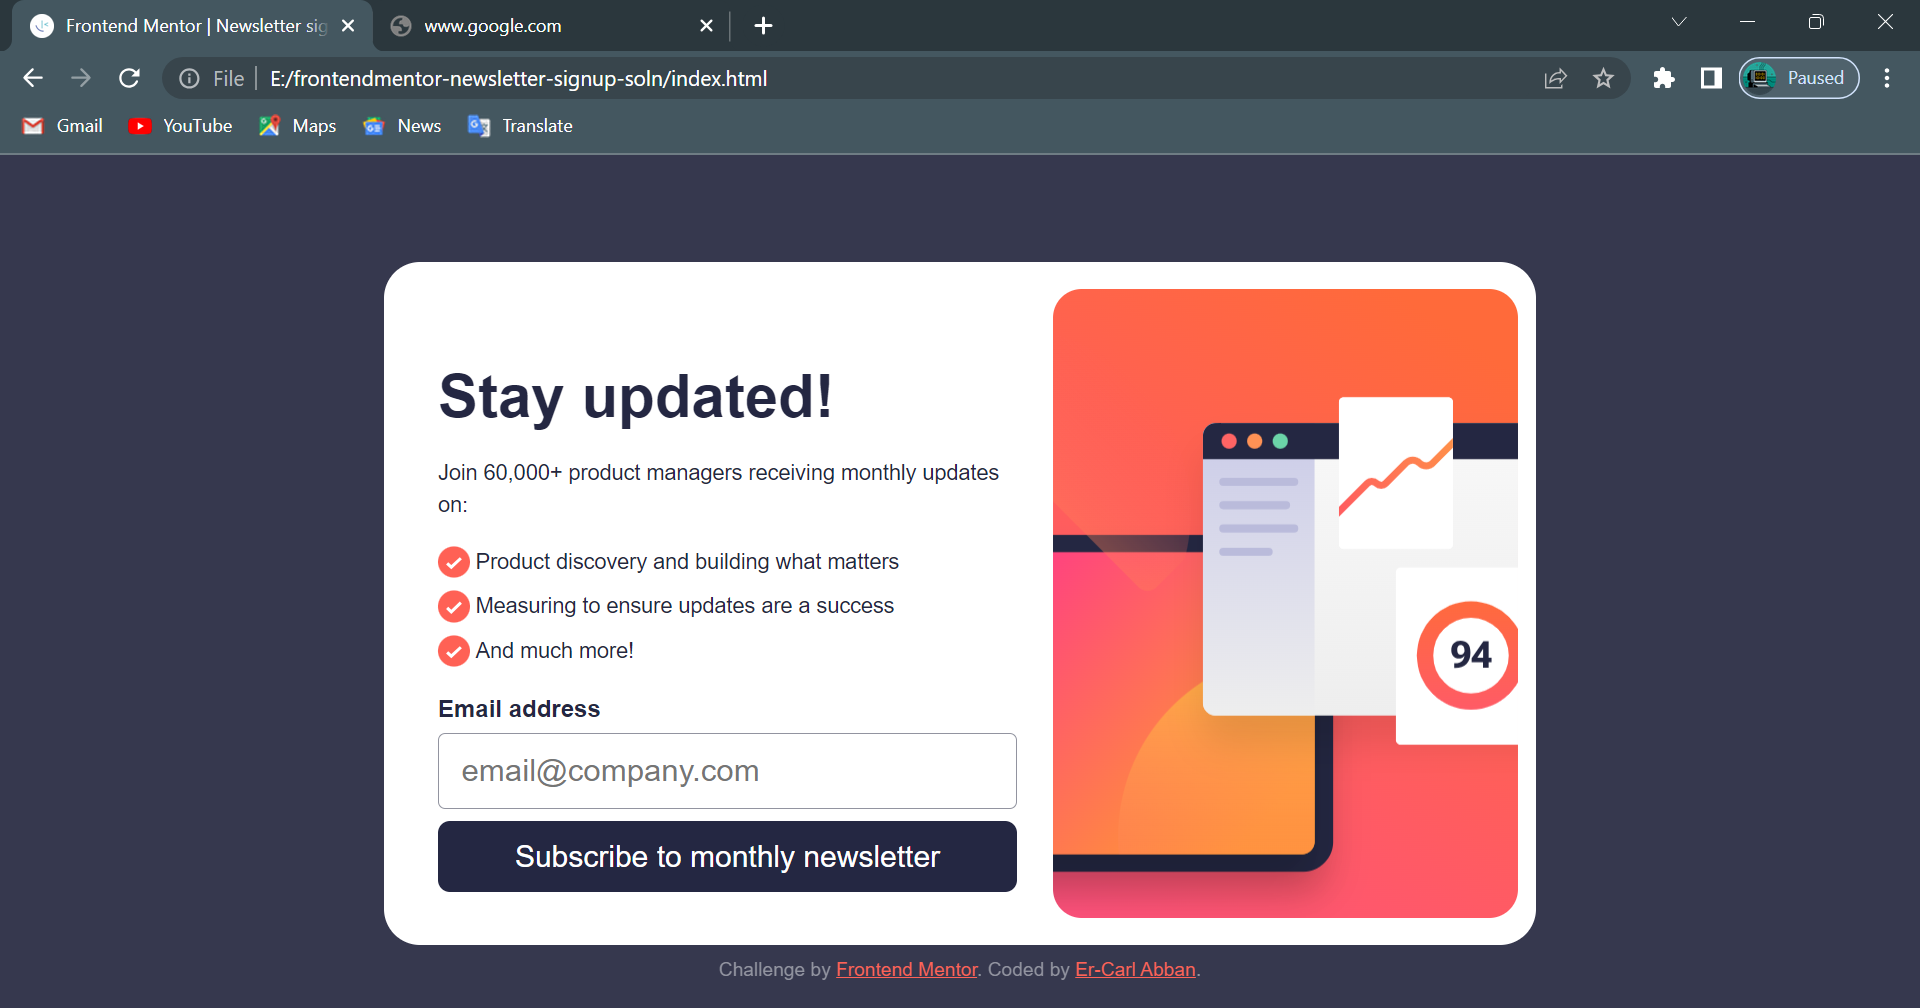 Frontend Mentor | Newsletter sig
www.google.com
File
E:/frontendmentor-newsletter-signup-soln/index.html
Paused
Gmail
YouTube
Maps
News
Translate
Stay updated!
Join 60,000+ product managers receiving monthly updates
on:
Product discovery and building what matters
Measuring to ensure updates are a success
And much more!
Email address
email@company.com
Subscribe to monthly newsletter
94
Challenge by Frontend Mentor. Coded by Er-Carl Abban.